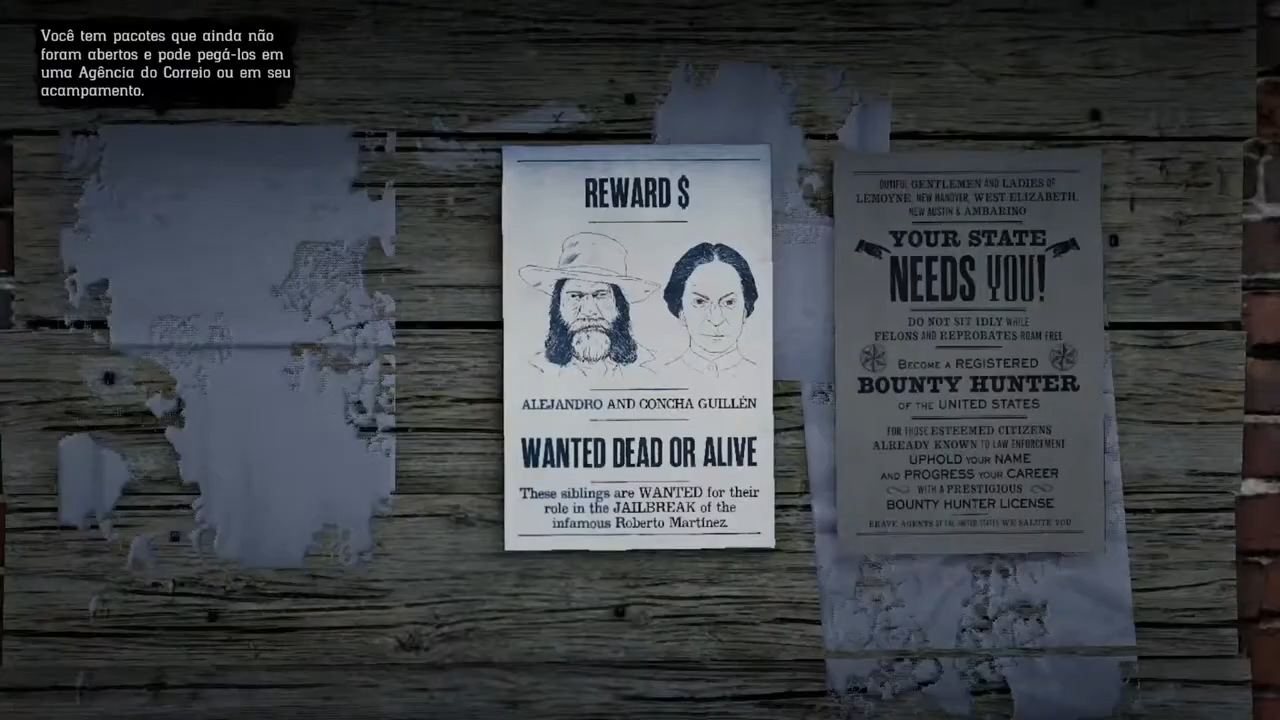 Você tem pacotes que ainda não
foram abertos e pode pegá-los em
uma Agência do Correio ou em seu
acampamento.
REWARD $
ALEJANDRO AND CONCHA GUILLÉN
WANTED DEAD OR ALIVE
These siblings are WANTED for their
role in the JAILBREAK of the
infamous Roberto Martínez.
DUTIFUL GENTLEMEN AND LADIES OF
LEMOYNE, NEW HANOVER, WEST ELIZABETH,
NEW AUSTIN & AMBARINO
YOUR STATE
NEEDS YOU!
DO NOT SIT IDLY WHILE
FELONS AND REPROBATES ROAM FREE
BECOME A REGISTERED
BOUNTY HUNTER
OF THE UNITED STATES
FOR THOSE ESTEEMED CITIZENS
ALREADY KNOWN TO LAW ENFORCEMENT
UPHOLD YOUR NAME
AND PROGRESS YOUR CAREER
WITH A PRESTIGIOUS
BOUNTY HUNTER LICENSE
BRAVE AGENTS OF THE UNITED STATES WE SALUTE YOU